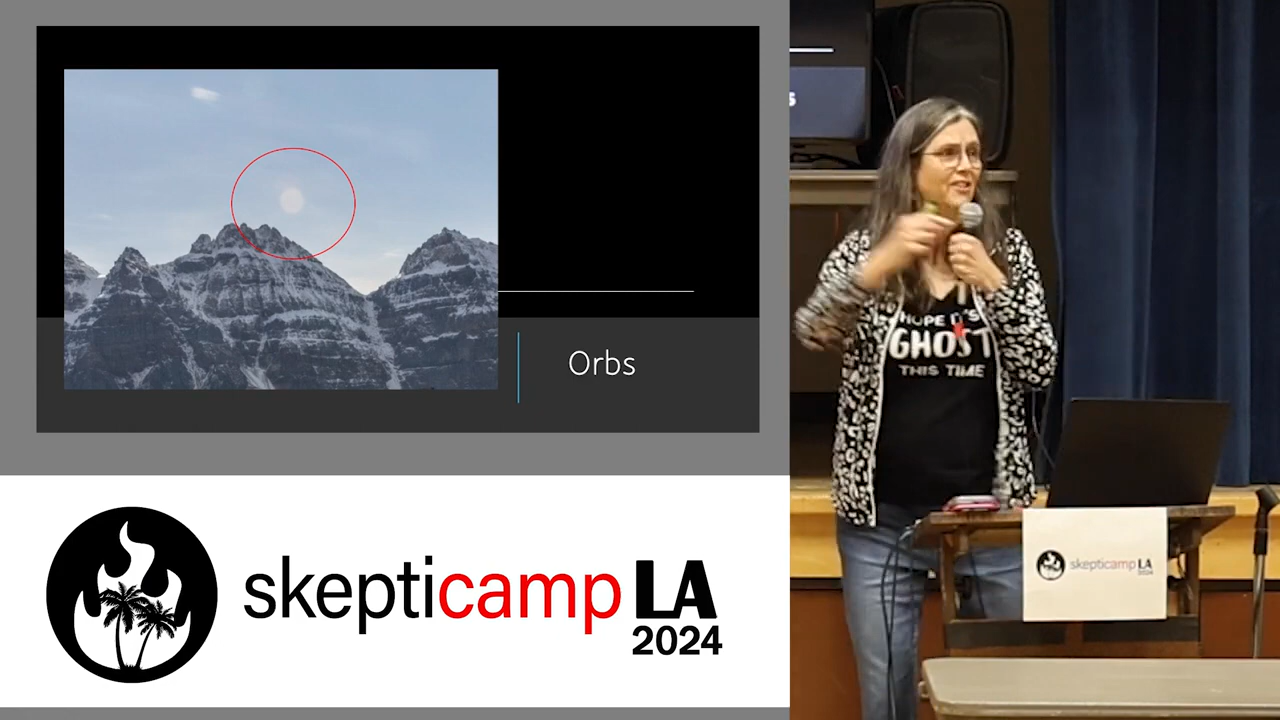 Orbs
skepticamp LA
2024
HOPE IT'S
GHOST
THIS TIME
skepticamp LA
2024